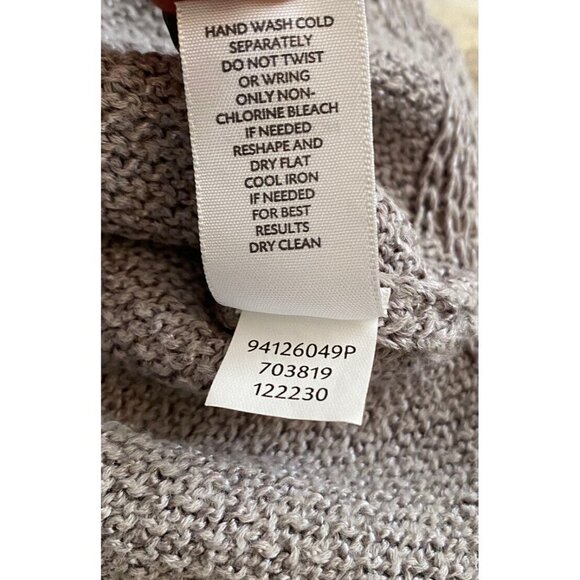 HAND WASH COLD
SEPARATELY
DO NOT TWIST
OR WRING
ONLY NON-
CHLORINE BLEACH
IF NEEDED
RESHAPE AND
DRY FLAT
COOL IRON
IF NEEDED
FOR BEST
RESULTS
DRY CLEAN
94126049P
703819
122230